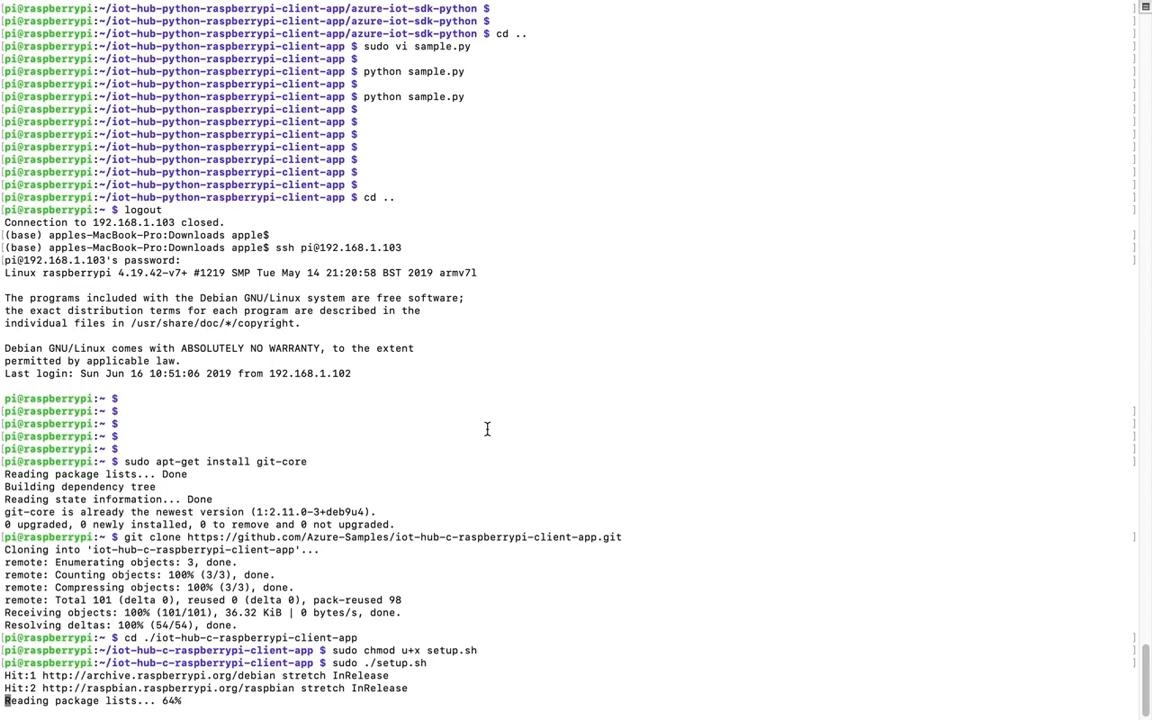 [pi@raspberrypi:~/iot-hub-python-raspberrypi-client-app/azure-iot-sdk-python $ ]
[pi@raspberrypi:~/iot-hub-python-raspberrypi-client-app/azure-iot-sdk-python $ ]
[pi@raspberrypi:~/iot-hub-python-raspberrypi-client-app/azure-iot-sdk-python $ cd .. ]
[pi@raspberrypi:~/iot-hub-python-raspberrypi-client-app $ sudo vi sample.py ]
[pi@raspberrypi:~/iot-hub-python-raspberrypi-client-app $ ]
[pi@raspberrypi:~/iot-hub-python-raspberrypi-client-app $ python sample.py ]
[pi@raspberrypi:~/iot-hub-python-raspberrypi-client-app $ ]
[pi@raspberrypi:~/iot-hub-python-raspberrypi-client-app $ python sample.py ]
[pi@raspberrypi:~/iot-hub-python-raspberrypi-client-app $ ]
[pi@raspberrypi:~/iot-hub-python-raspberrypi-client-app $ ]
[pi@raspberrypi:~/iot-hub-python-raspberrypi-client-app $ ]
[pi@raspberrypi:~/iot-hub-python-raspberrypi-client-app $ ]
[pi@raspberrypi:~/iot-hub-python-raspberrypi-client-app $ ]
[pi@raspberrypi:~/iot-hub-python-raspberrypi-client-app $ ]
[pi@raspberrypi:~/iot-hub-python-raspberrypi-client-app $ ]
[pi@raspberrypi:~/iot-hub-python-raspberrypi-client-app $ cd .. ]
[pi@raspberrypi:~ $ logout ]
Connection to 192.168.1.103 closed.
[(base) apples-MacBook-Pro:Downloads apple$ ]
[(base) apples-MacBook-Pro:Downloads apple$ ssh pi@192.168.1.103 ]
[pi@192.168.1.103's password: ]
Linux raspberrypi 4.19.42-v7+ #1219 SMP Tue May 14 21:20:58 BST 2019 armv7l
The programs included with the Debian GNU/Linux system are free software;
the exact distribution terms for each program are described in the
individual files in /usr/share/doc/*/copyright.
Debian GNU/Linux comes with ABSOLUTELY NO WARRANTY, to the extent
permitted by applicable law.
Last login: Sun Jun 16 10:51:06 2019 from 192.168.1.102
pi@raspberrypi:~ $
[pi@raspberrypi:~ $ ]
[pi@raspberrypi:~ $ ]
[pi@raspberrypi:~ $ ]
[pi@raspberrypi:~ $ ]
[pi@raspberrypi:~ $ sudo apt-get install git-core ]
Reading package lists... Done
Building dependency tree
Reading state information... Done
git-core is already the newest version (1:2.11.0-3+deb9u4).
0 upgraded, 0 newly installed, 0 to remove and 0 not upgraded.
[pi@raspberrypi:~ $ git clone https://github.com/Azure-Samples/iot-hub-c-raspberrypi-client-app.git ]
Cloning into 'iot-hub-c-raspberrypi-client-app'...
remote: Enumerating objects: 3, done.
remote: Counting objects: 100% (3/3), done.
remote: Compressing objects: 100% (3/3), done.
remote: Total 101 (delta 0), reused 0 (delta 0), pack-reused 98
Receiving objects: 100% (101/101), 36.32 KiB | 0 bytes/s, done.
Resolving deltas: 100% (54/54), done.
[pi@raspberrypi:~ $ cd ./iot-hub-c-raspberrypi-client-app ]
[pi@raspberrypi:~/iot-hub-c-raspberrypi-client-app $ sudo chmod u+x setup.sh ]
[pi@raspberrypi:~/iot-hub-c-raspberrypi-client-app $ sudo ./setup.sh ]
Hit:1 http://archive.raspberrypi.org/debian stretch InRelease
Hit:2 http://raspbian.raspberrypi.org/raspbian stretch InRelease
Reading package lists... 64%